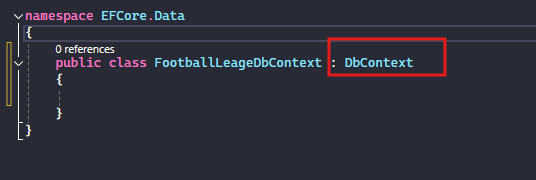 namespace EFCore.Data
{
0 references
public class FootballLeageDbContext : DbContext
{
}
}